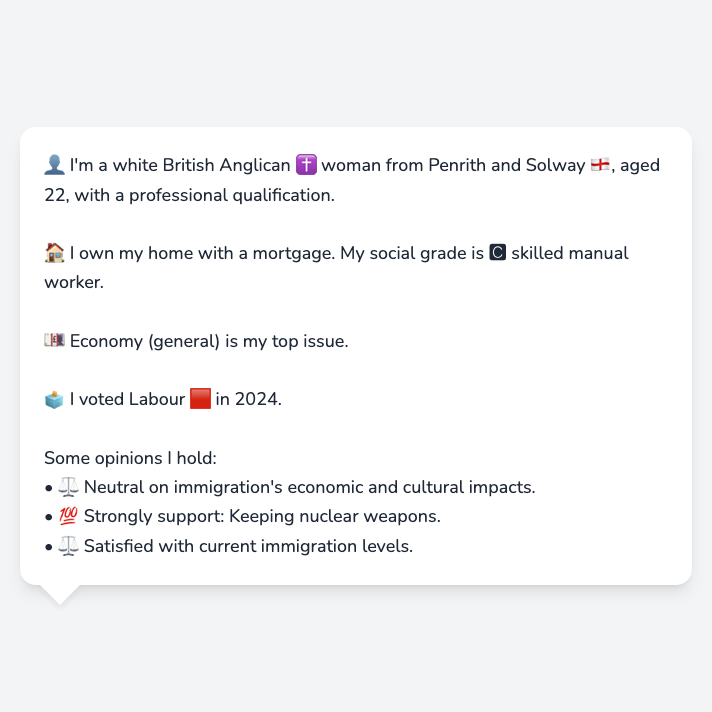 👤 I'm a white British Anglican ✝️ woman from Penrith and Solway 🏴󠁧󠁢󠁥󠁮󠁧󠁿, aged
22, with a professional qualification.
🏠 I own my home with a mortgage. My social grade is 🅲 skilled manual
worker.
💷 Economy (general) is my top issue.
🗳️ I voted Labour 🟥 in 2024.
Some opinions I hold:
• ⚖️ Neutral on immigration's economic and cultural impacts.
• 💯 Strongly support: Keeping nuclear weapons.
• ⚖️ Satisfied with current immigration levels.